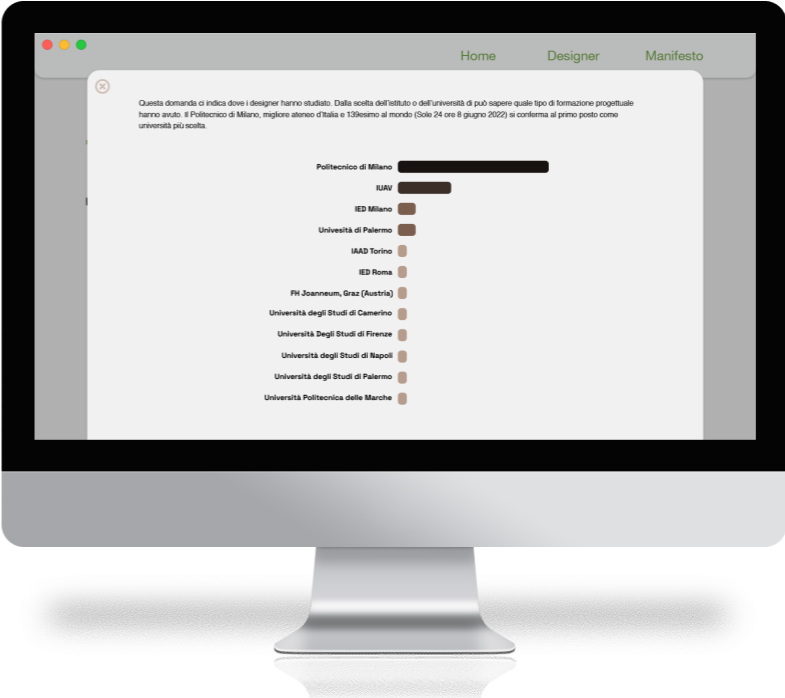 Home Designer Manifesto
Questa domanda ci indica dove i designer hanno studiato. Dalla scelta dell'istituto o dell'università di può sapere quale tipo di formazione progettuale
hanno avuto. Il Politecnico di Milano, migliore ateneo d'Italia e 139esimo al mondo (Sole 24 ore 8 giugno 2022) si conferma al primo posto come
università più scelta.
Politecnico di Milano
IUAV
IED Milano
Univesità di Palermo
IAAD Torino
IED Roma
FH Joanneum, Graz (Austria)
Università degli Studi di Camerino
Università Degli Studi di Firenze
Università degli Studi di Napoli
Università degli Studi di Palermo
Università Politecnica delle Marche